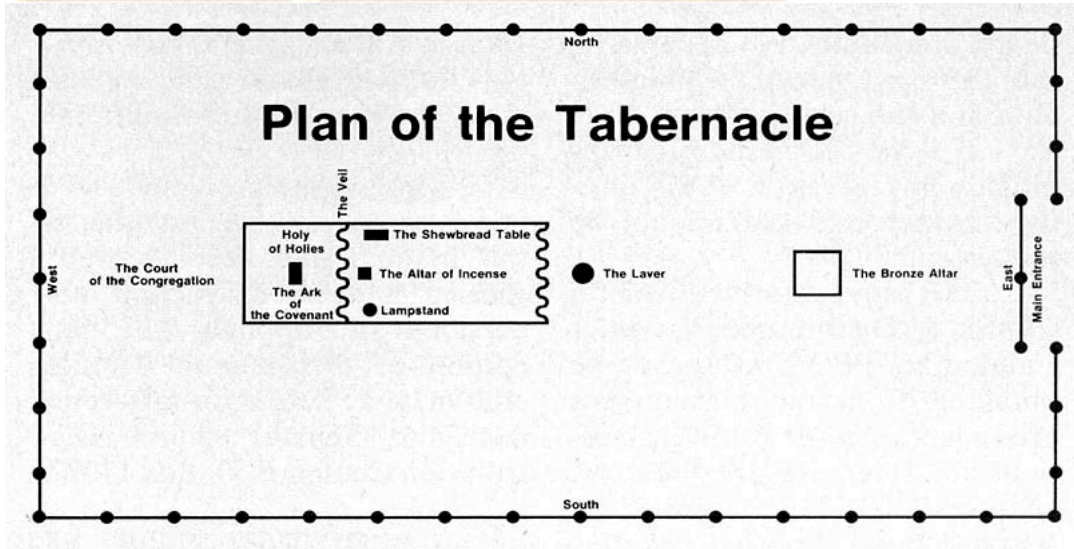 North
Plan of the Tabernacle
The Veil
Holy
of Holies
The Shewbread Table
The Altar of Incense
Lampstand
The Ark
of
the Covenant
The Court
of the Congregation
West
The Laver
The Bronze Altar
East
Main Entrance
South